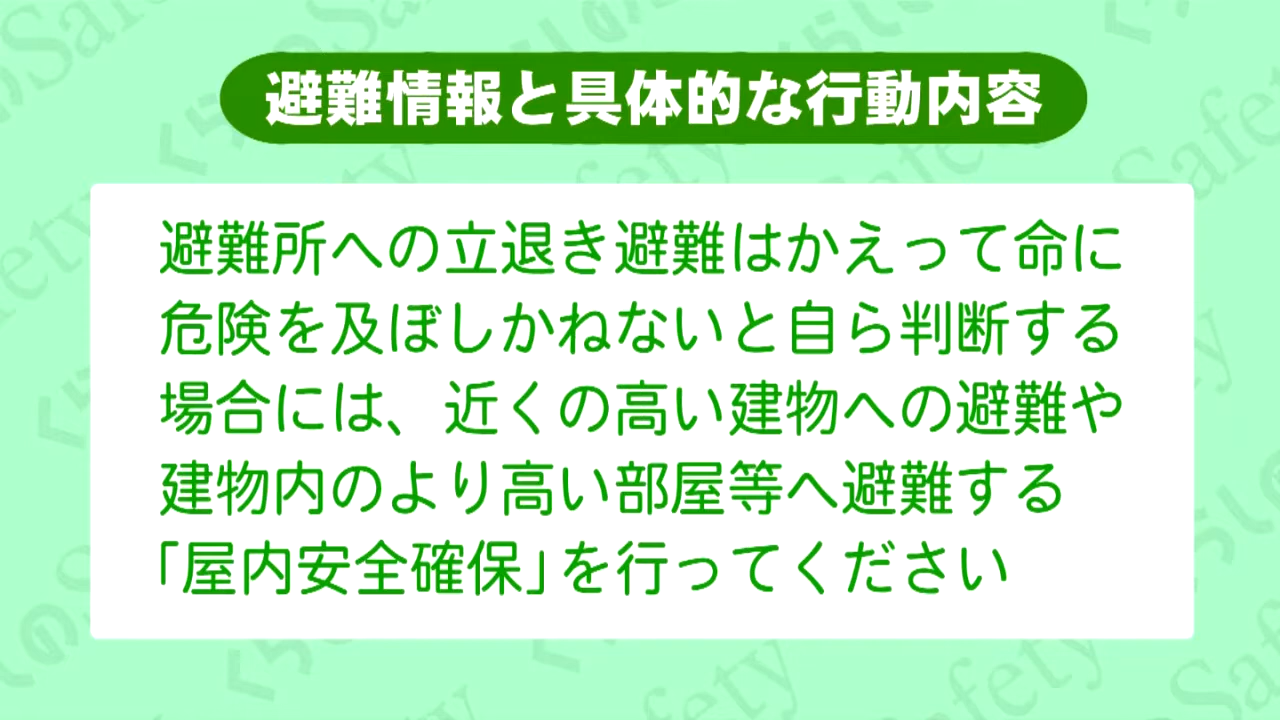 避難情報と具体的な行動内容
避難所への立退き避難はかえって命に
危険を及ぼしかねないと自ら判断する
場合には、近くの高い建物への避難や
建物内のより高い部屋等へ避難する
「屋内安全確保」を行ってください